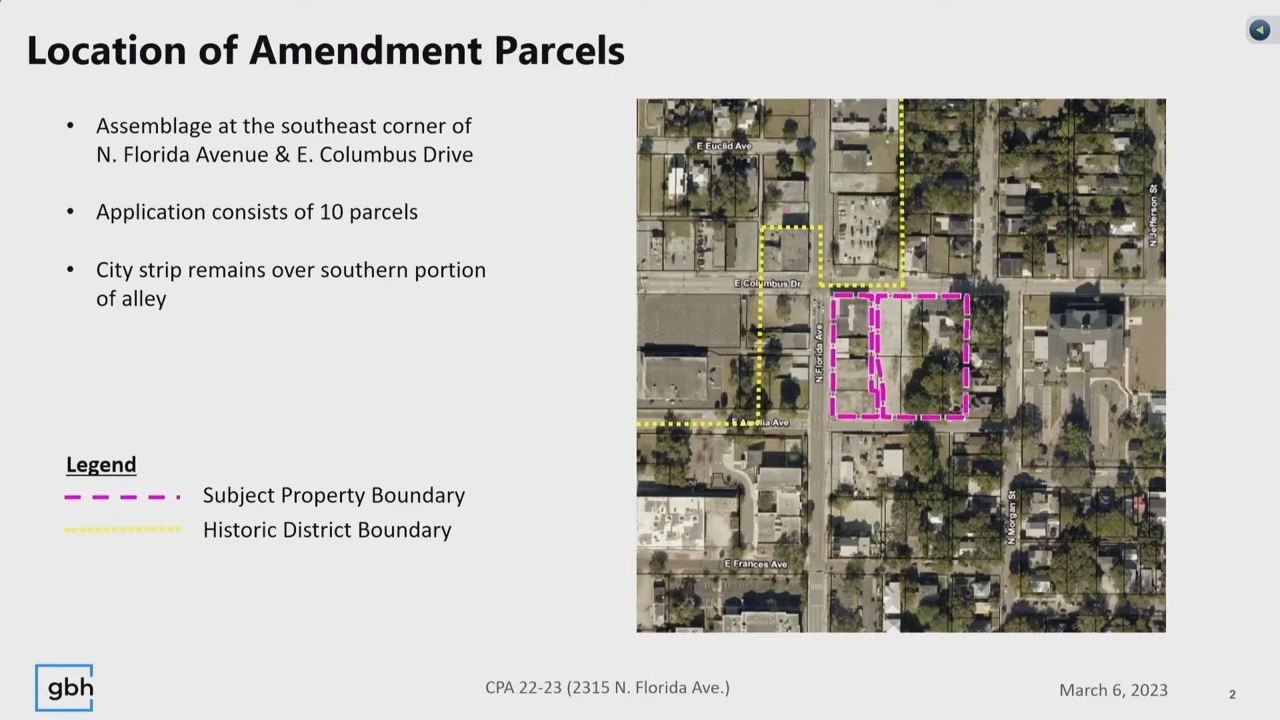 Location of Amendment Parcels
• Assemblage at the southeast corner of
N. Florida Avenue & E. Columbus Drive
• Application consists of 10 parcels
• City strip remains over southern portion
of alley
Legend
Subject Property Boundary
Historic District Boundary
E Euclid Ave
N Jefferson St
E Columbus Dr
N Florida Ave
E Amelia Ave
N Morgan St
E Frances Ave
gbh
CPA 22-23 (2315 N. Florida Ave.)
March 6, 2023
2